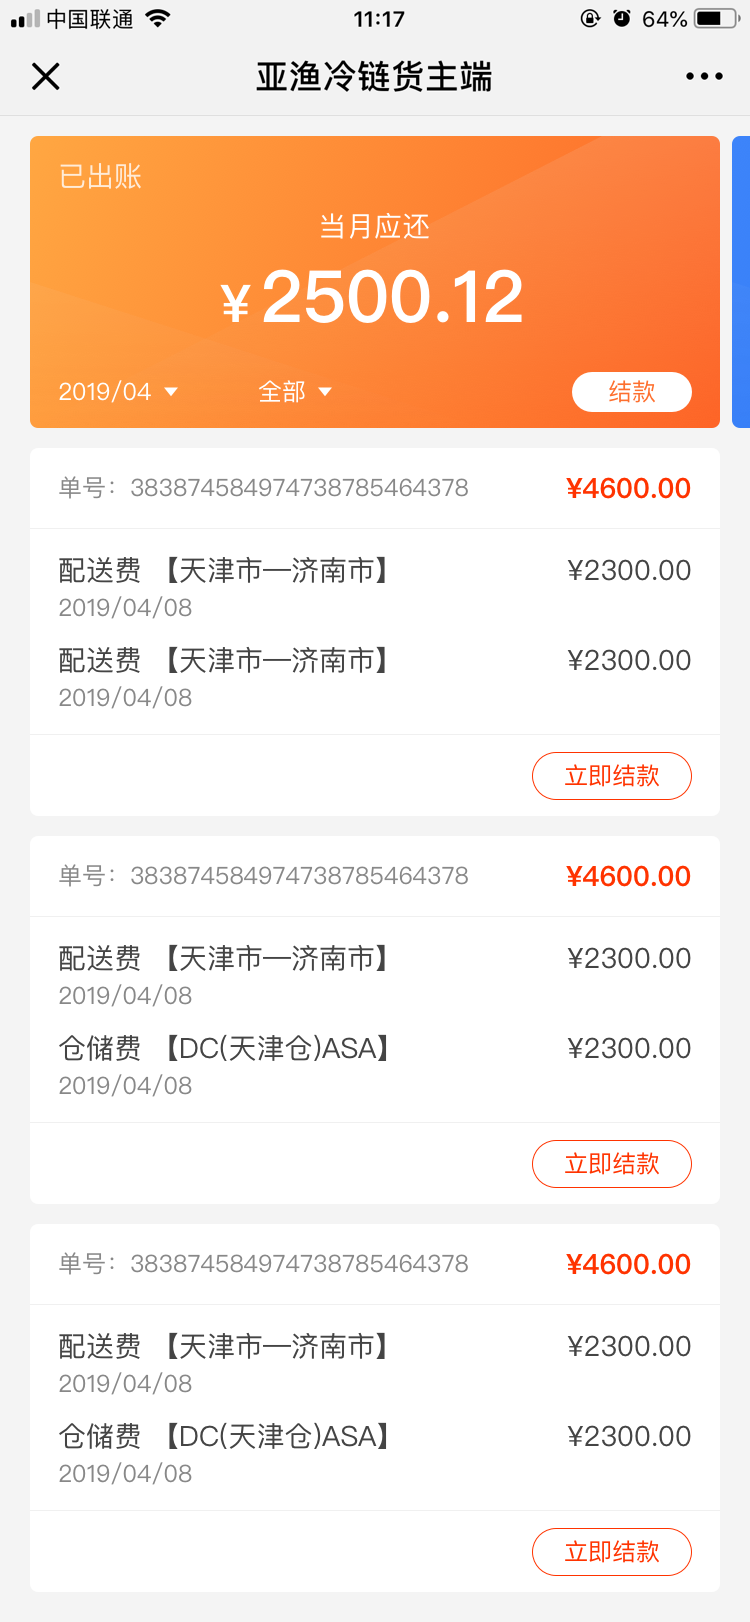 中国联通 11:17 64%
亚渔冷链货主端
已出账
当月应还
¥2500.12
2019/04 全部 结款
单号：383874584974738785464378 ¥4600.00
配送费 【天津市—济南市】 ¥2300.00
2019/04/08
配送费 【天津市—济南市】 ¥2300.00
2019/04/08
立即结款
单号：383874584974738785464378 ¥4600.00
配送费 【天津市—济南市】 ¥2300.00
2019/04/08
仓储费 【DC(天津仓)ASA】 ¥2300.00
2019/04/08
立即结款
单号：383874584974738785464378 ¥4600.00
配送费 【天津市—济南市】 ¥2300.00
2019/04/08
仓储费 【DC(天津仓)ASA】 ¥2300.00
2019/04/08
立即结款